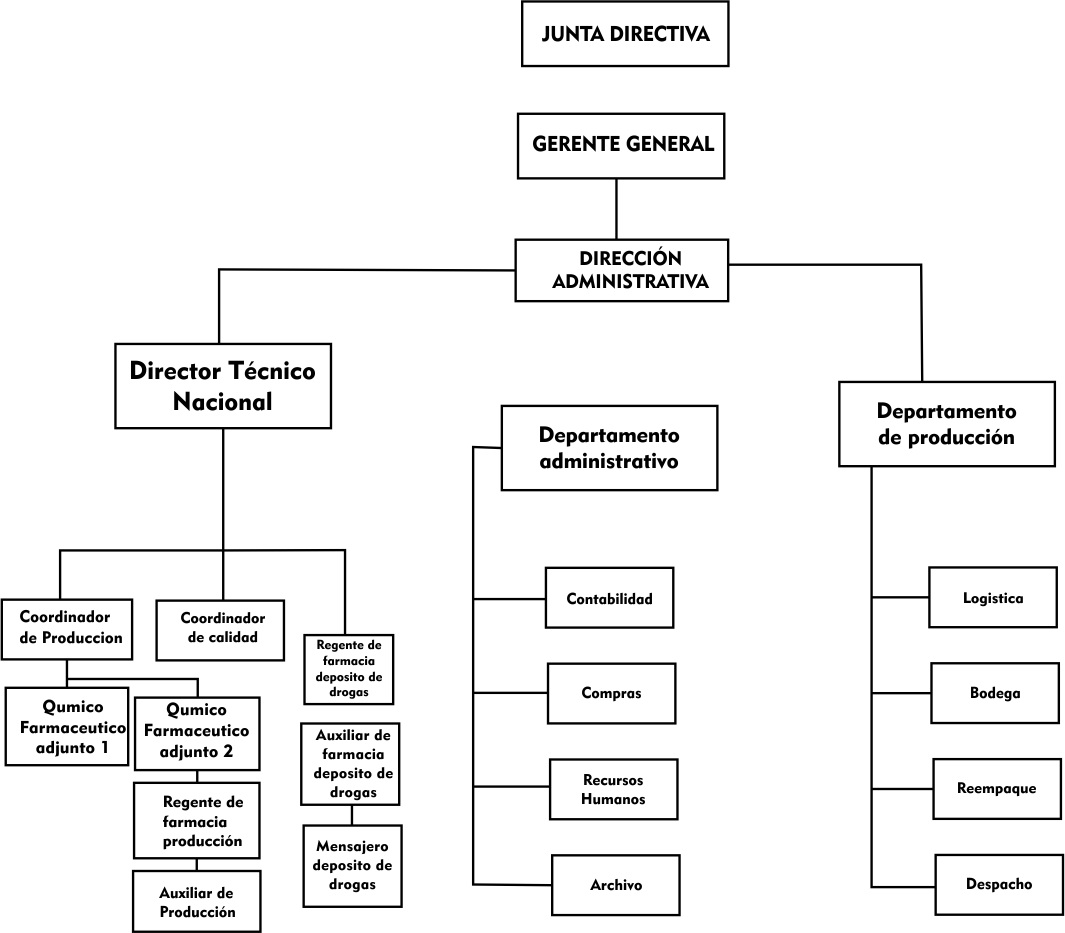 JUNTA DIRECTIVA
GERENTE GENERAL
DIRECCIÓN
ADMINISTRATIVA
Director Técnico
Nacional
Departamento
administrativo
Departamento
de producción
Coordinador
de Produccion
Coordinador
de calidad
Regente de
farmacia
deposito de
drogas
Qumico
Farmaceutico
adjunto 1
Qumico
Farmaceutico
adjunto 2
Regente de
farmacia
producción
Auxiliar de
Producción
Auxiliar de
farmacia
deposito de
drogas
Mensajero
deposito de
drogas
Contabilidad
Compras
Recursos
Humanos
Archivo
Logistica
Bodega
Reempaque
Despacho